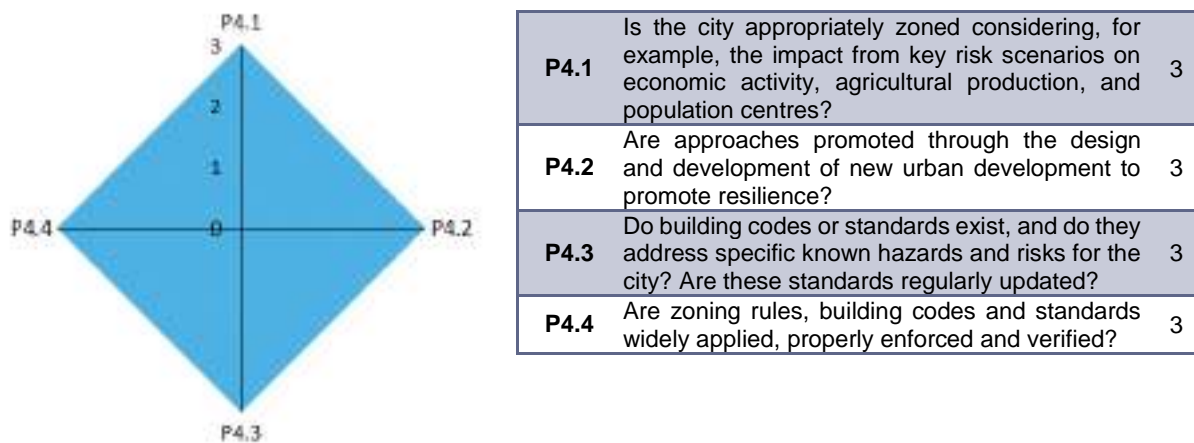 P4.1
3
2
1
0
P4.4
P4.2
P4.3
P4.1
Is the city appropriately zoned considering, for
example, the impact from key risk scenarios on
economic activity, agricultural production, and
population centres?
3
P4.2
Are approaches promoted through the design
and development of new urban development to
promote resilience?
3
P4.3
Do building codes or standards exist, and do they
address specific known hazards and risks for the
city? Are these standards regularly updated?
3
P4.4
Are zoning rules, building codes and standards
widely applied, properly enforced and verified?
3